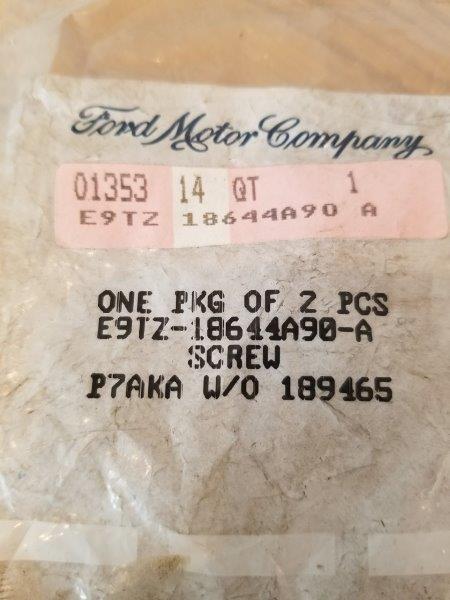 Ford Motor Company
01353 14 QT 1
E9TZ 18644A90 A
ONE PKG OF 2 PCS
E9TZ-18644A90-A
SCREW
P7AKA W/O 189465